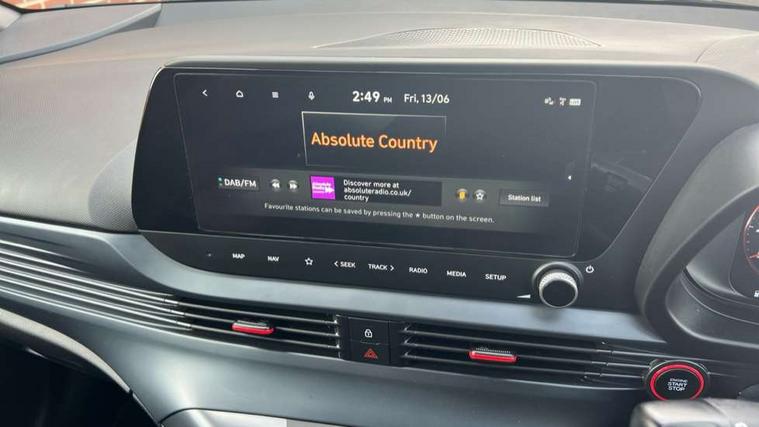 2:49 PM Fri, 13/06
Absolute Country
DAB/FM
Discover more at
absoluteradio.co.uk/
country
Station list
Favourite stations can be saved by pressing the ★ button on the screen.
MAP NAV ☆ < SEEK TRACK > RADIO MEDIA SETUP
ENGINE
START
STOP